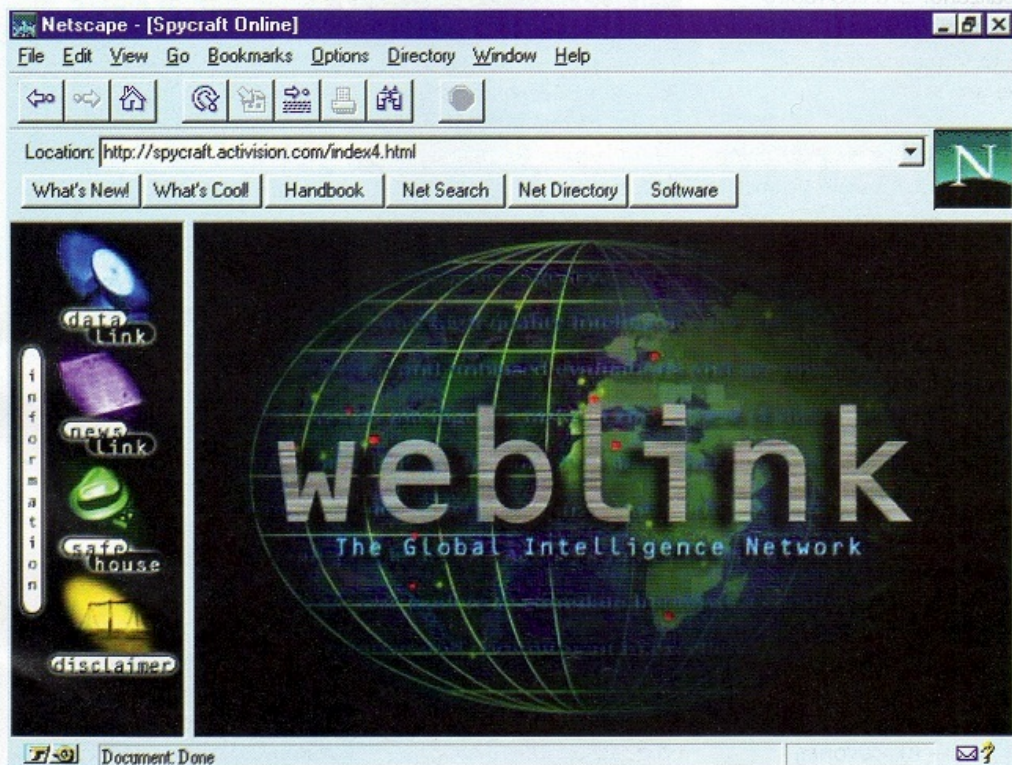 Netscape - [Spycraft Online]
File Edit View Go Bookmarks Options Directory Window Help
Location: http://spycraft.activision.com/index4.html
N
What's New! What's Cool! Handbook Net Search Net Directory Software
information
data link
news link
safe house
disclaimer
weblink
The Global Intelligence Network
Document: Done